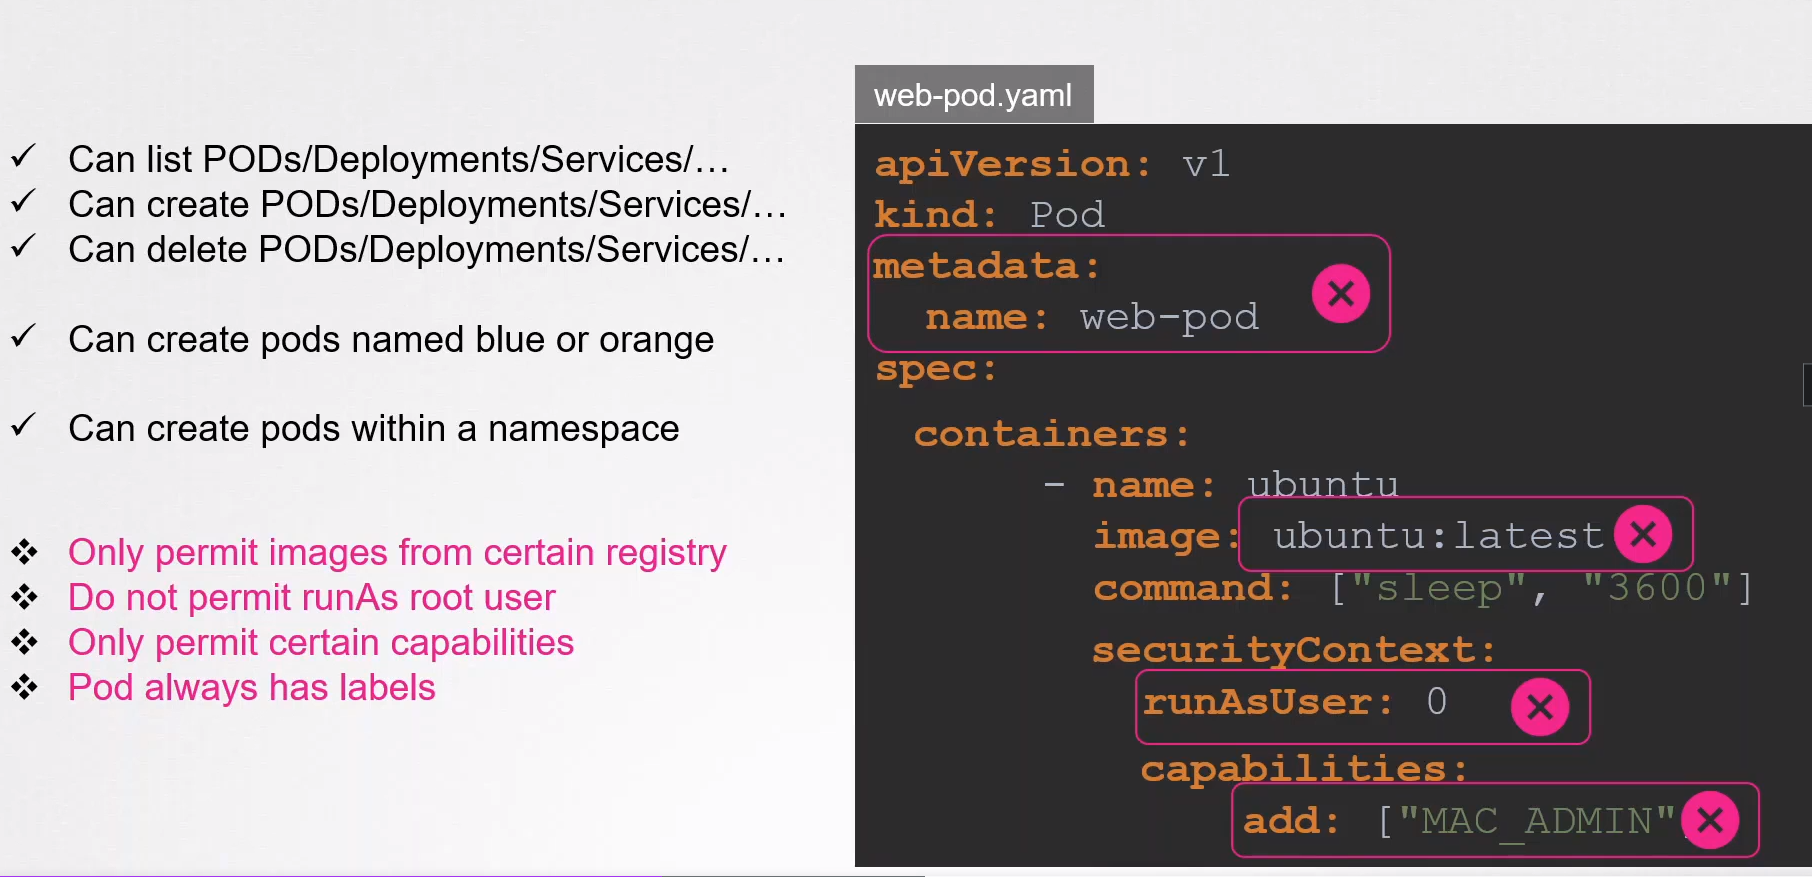 Can list PODs/Deployments/Services/…
Can create PODs/Deployments/Services/…
Can delete PODs/Deployments/Services/…
Can create pods named blue or orange
Can create pods within a namespace
Only permit images from certain registry
Do not permit runAs root user
Only permit certain capabilities
Pod always has labels
web-pod.yaml
apiVersion: v1
kind: Pod
metadata:
  name: web-pod
spec:
  containers:
      - name: ubuntu
        image: ubuntu:latest
        command: ["sleep", "3600"]
        securityContext:
          runAsUser: 0
          capabilities:
            add: ["MAC_ADMIN"